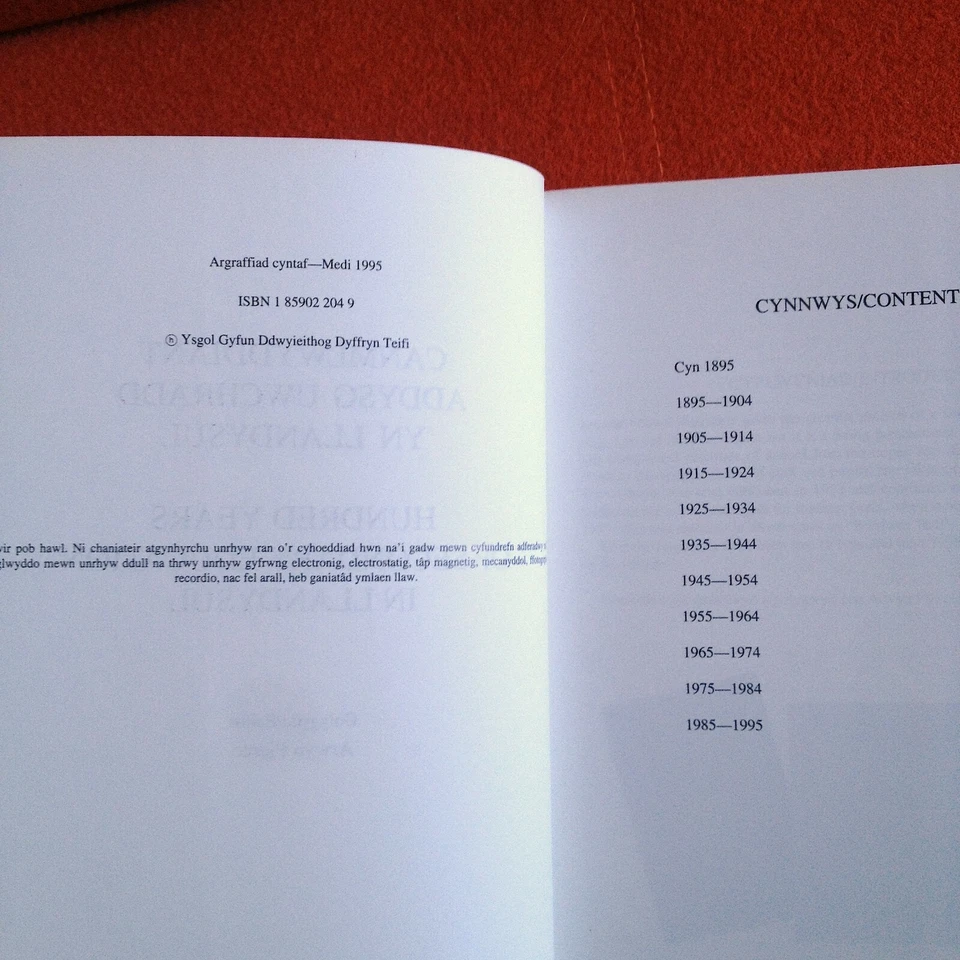 Argraffiad cyntaf—Medi 1995
ISBN 1 85902 204 9
ⓗ Ysgol Gyfun Ddwyieithog Dyffryn Teifi
pob hawl. Ni chaniateir atgynhyrchu unrhyw ran o'r cyhoeddiad hwn na'i gadw mewn cyfundrefn
mewn unrhyw ddull na thrwy unrhyw gyfrwng electronig, electrostatig, tâp magnetig, mecanyddol,
recordio, nac fel arall, heb ganiatâd ymlaen llaw.
CYNNWYS/CONTENT
Cyn 1895
1895—1904
1905—1914
1915—1924
1925—1934
1935—1944
1945—1954
1955—1964
1965—1974
1975—1984
1985—1995